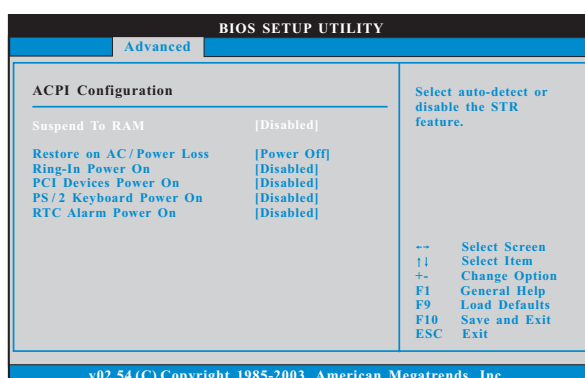 BIOS SETUP UTILITY
Advanced
ACPI Configuration
Suspend To RAM [Disabled]
Restore on AC / Power Loss [Power Off]
Ring-In Power On [Disabled]
PCI Devices Power On [Disabled]
PS / 2 Keyboard Power On [Disabled]
RTC Alarm Power On [Disabled]
Select auto-detect or
disable the STR
feature.
←→ Select Screen
↑↓ Select Item
+- Change Option
F1 General Help
F9 Load Defaults
F10 Save and Exit
ESC Exit
v02.54 (C) Copyright 1985-2003, American Megatrends, Inc.